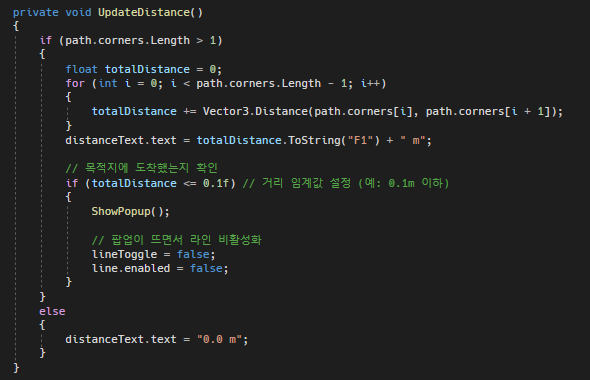 private void UpdateDistance()
{
    if (path.corners.Length > 1)
    {
        float totalDistance = 0;
        for (int i = 0; i < path.corners.Length - 1; i++)
        {
            totalDistance += Vector3.Distance(path.corners[i], path.corners[i + 1]);
        }
        distanceText.text = totalDistance.ToString("F1") + " m";

        // 목적지에 도착했는지 확인
        if (totalDistance <= 0.1f) // 거리 임계값 설정 (예: 0.1m 이하)
        {
            ShowPopup();

            // 팝업이 뜨면서 라인 비활성화
            lineToggle = false;
            line.enabled = false;
        }
    }
    else
    {
        distanceText.text = "0.0 m";
    }
}